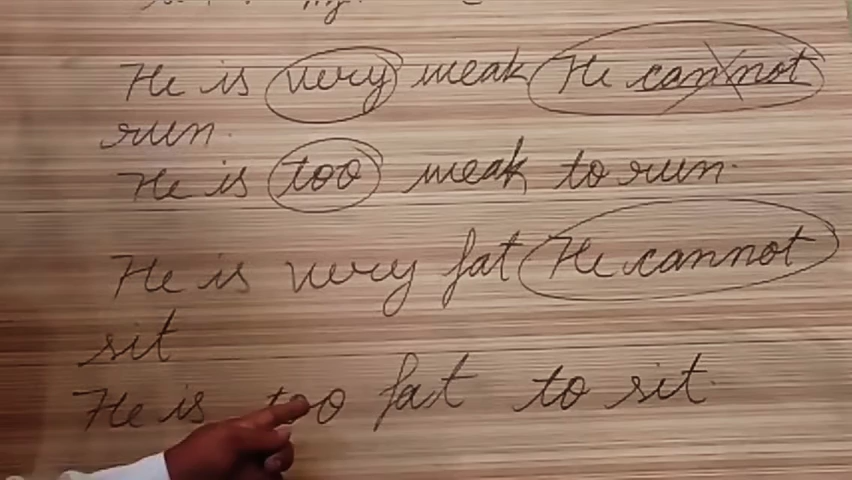 He is very weak He cannot
run.
He is too weak to run.
He is very fat He cannot
sit
He is too fat to sit.